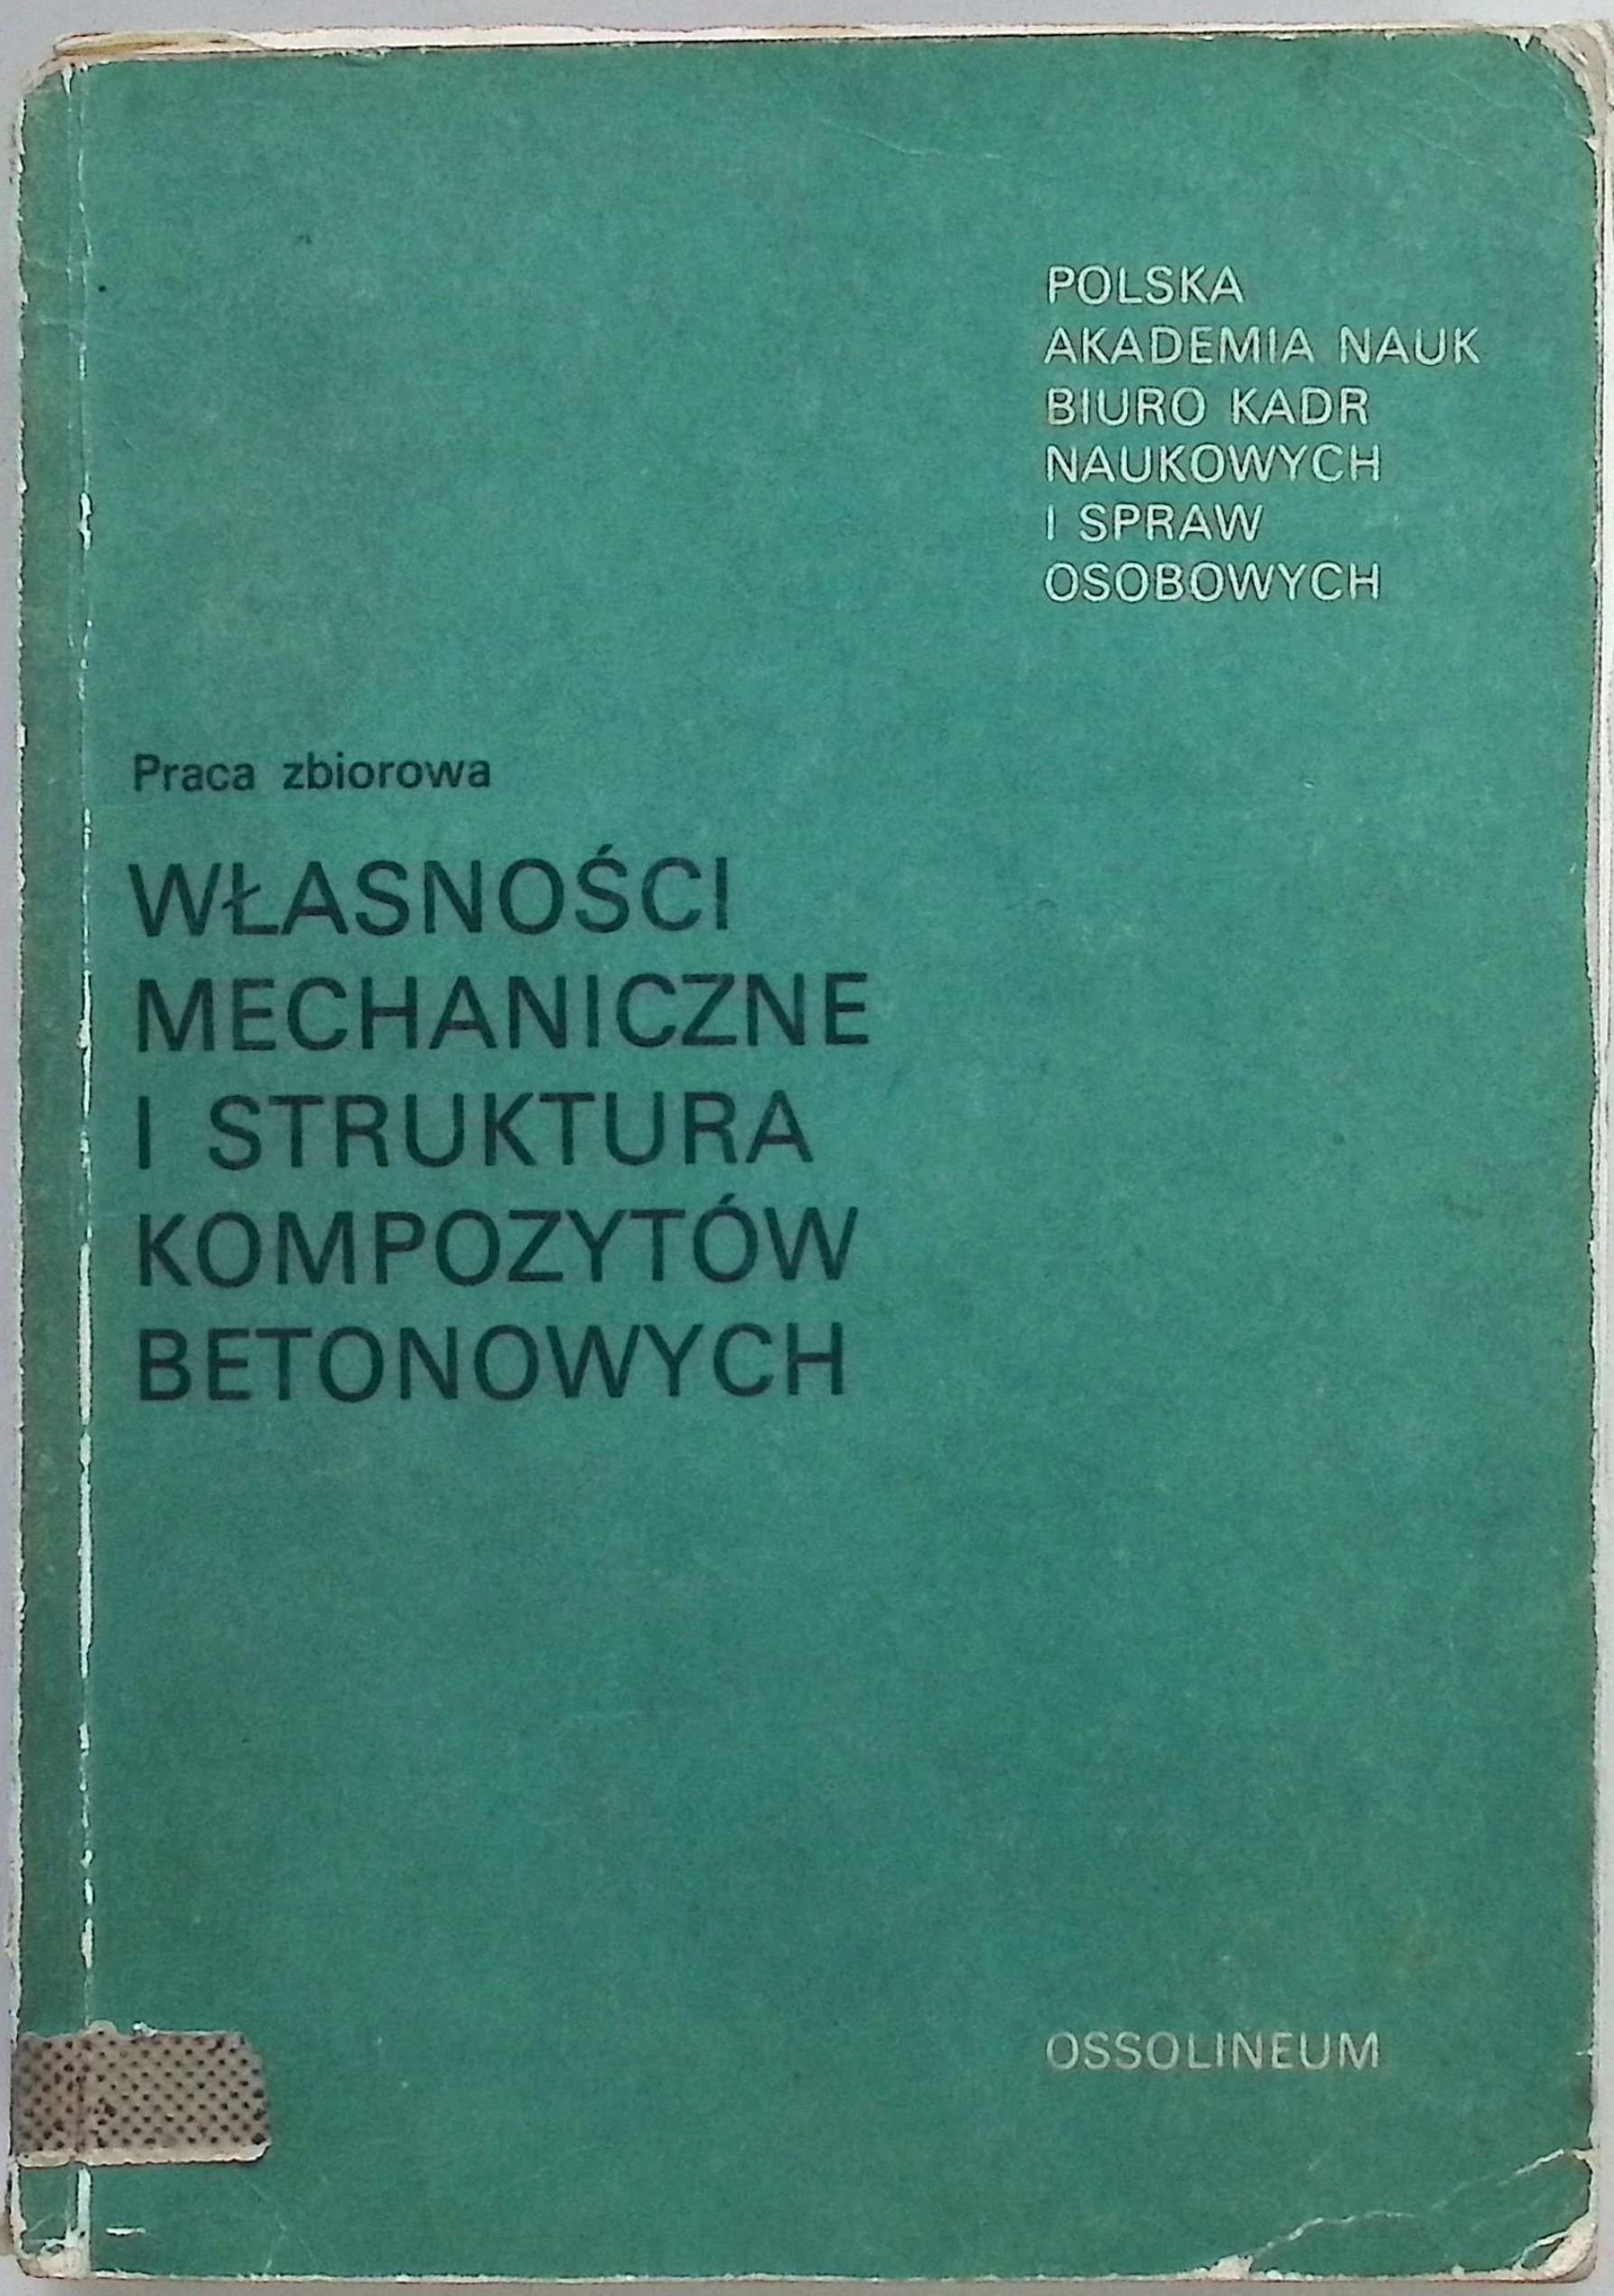 POLSKA
AKADEMIA NAUK
BIURO KADR
NAUKOWYCH
I SPRAW
OSOBOWYCH
Praca zbiorowa
WŁASNOŚCI
MECHANICZNE
I STRUKTURA
KOMPOZYTÓW
BETONOWYCH
OSSOLINEUM